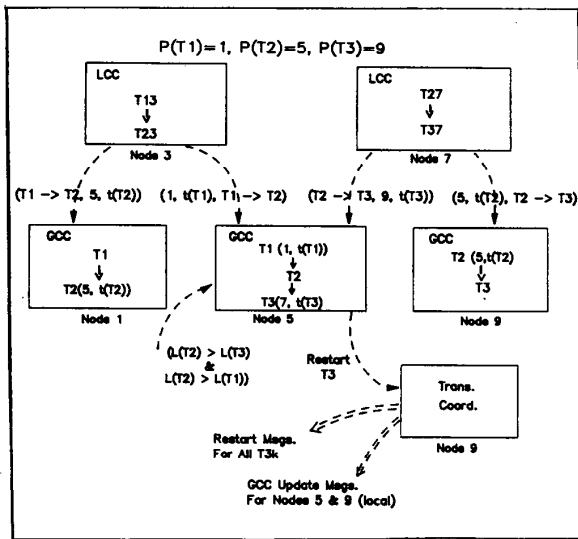 P(T1)=1, P(T2)=5, P(T3)=9
LCC
T13
T23
Node 3
LCC
T27
T37
Node 7
(T1 -> T2, 5, t(T2))
(1, t(T1), T1 -> T2)
(T2 -> T3, 9, t(T3))
(5, t(T2), T2 -> T3)
GCC
T1
T2(5, t(T2))
Node 1
GCC
T1 (1, t(T1))
T2
T3(7, t(T3)
Node 5
GCC
T2 (5,t(T2)
T3
Node 9
(L(T2) > L(T3)
&
L(T2) > L(T1))
Restart
T3
Trans.
Coord.
Node 9
Restart Msgs.
For All T3k
GCC Update Msgs.
For Nodes 5 & 9 (local)